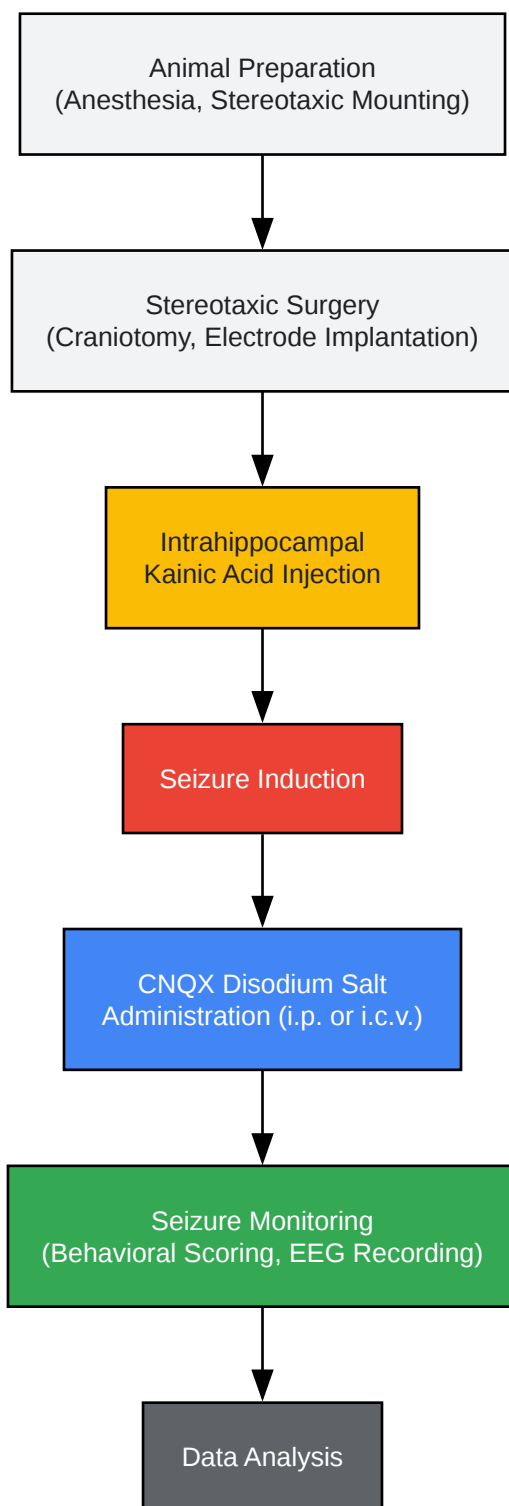 Animal Preparation
(Anesthesia, Stereotaxic Mounting)
Stereotaxic Surgery
(Craniotomy, Electrode Implantation)
Intrahippocampal
Kainic Acid Injection
Seizure Induction
CNQX Disodium Salt
Administration (i.p. or i.c.v.)
Seizure Monitoring
(Behavioral Scoring, EEG Recording)
Data Analysis